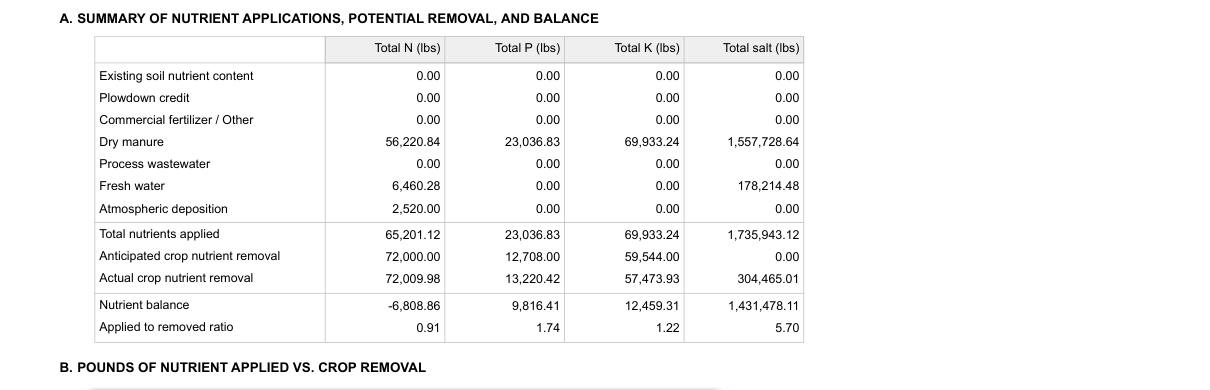 A. SUMMARY OF NUTRIENT APPLICATIONS, POTENTIAL REMOVAL, AND BALANCE
Total N (lbs) Total P (lbs) Total K (lbs) Total salt (lbs)
Existing soil nutrient content 0.00 0.00 0.00 0.00
Plowdown credit 0.00 0.00 0.00 0.00
Commercial fertilizer / Other 0.00 0.00 0.00 0.00
Dry manure 56,220.84 23,036.83 69,933.24 1,557,728.64
Process wastewater 0.00 0.00 0.00 0.00
Fresh water 6,460.28 0.00 0.00 178,214.48
Atmospheric deposition 2,520.00 0.00 0.00 0.00
Total nutrients applied 65,201.12 23,036.83 69,933.24 1,735,943.12
Anticipated crop nutrient removal 72,000.00 12,708.00 59,544.00 0.00
Actual crop nutrient removal 72,009.98 13,220.42 57,473.93 304,465.01
Nutrient balance -6,808.86 9,816.41 12,459.31 1,431,478.11
Applied to removed ratio 0.91 1.74 1.22 5.70
B. POUNDS OF NUTRIENT APPLIED VS. CROP REMOVAL